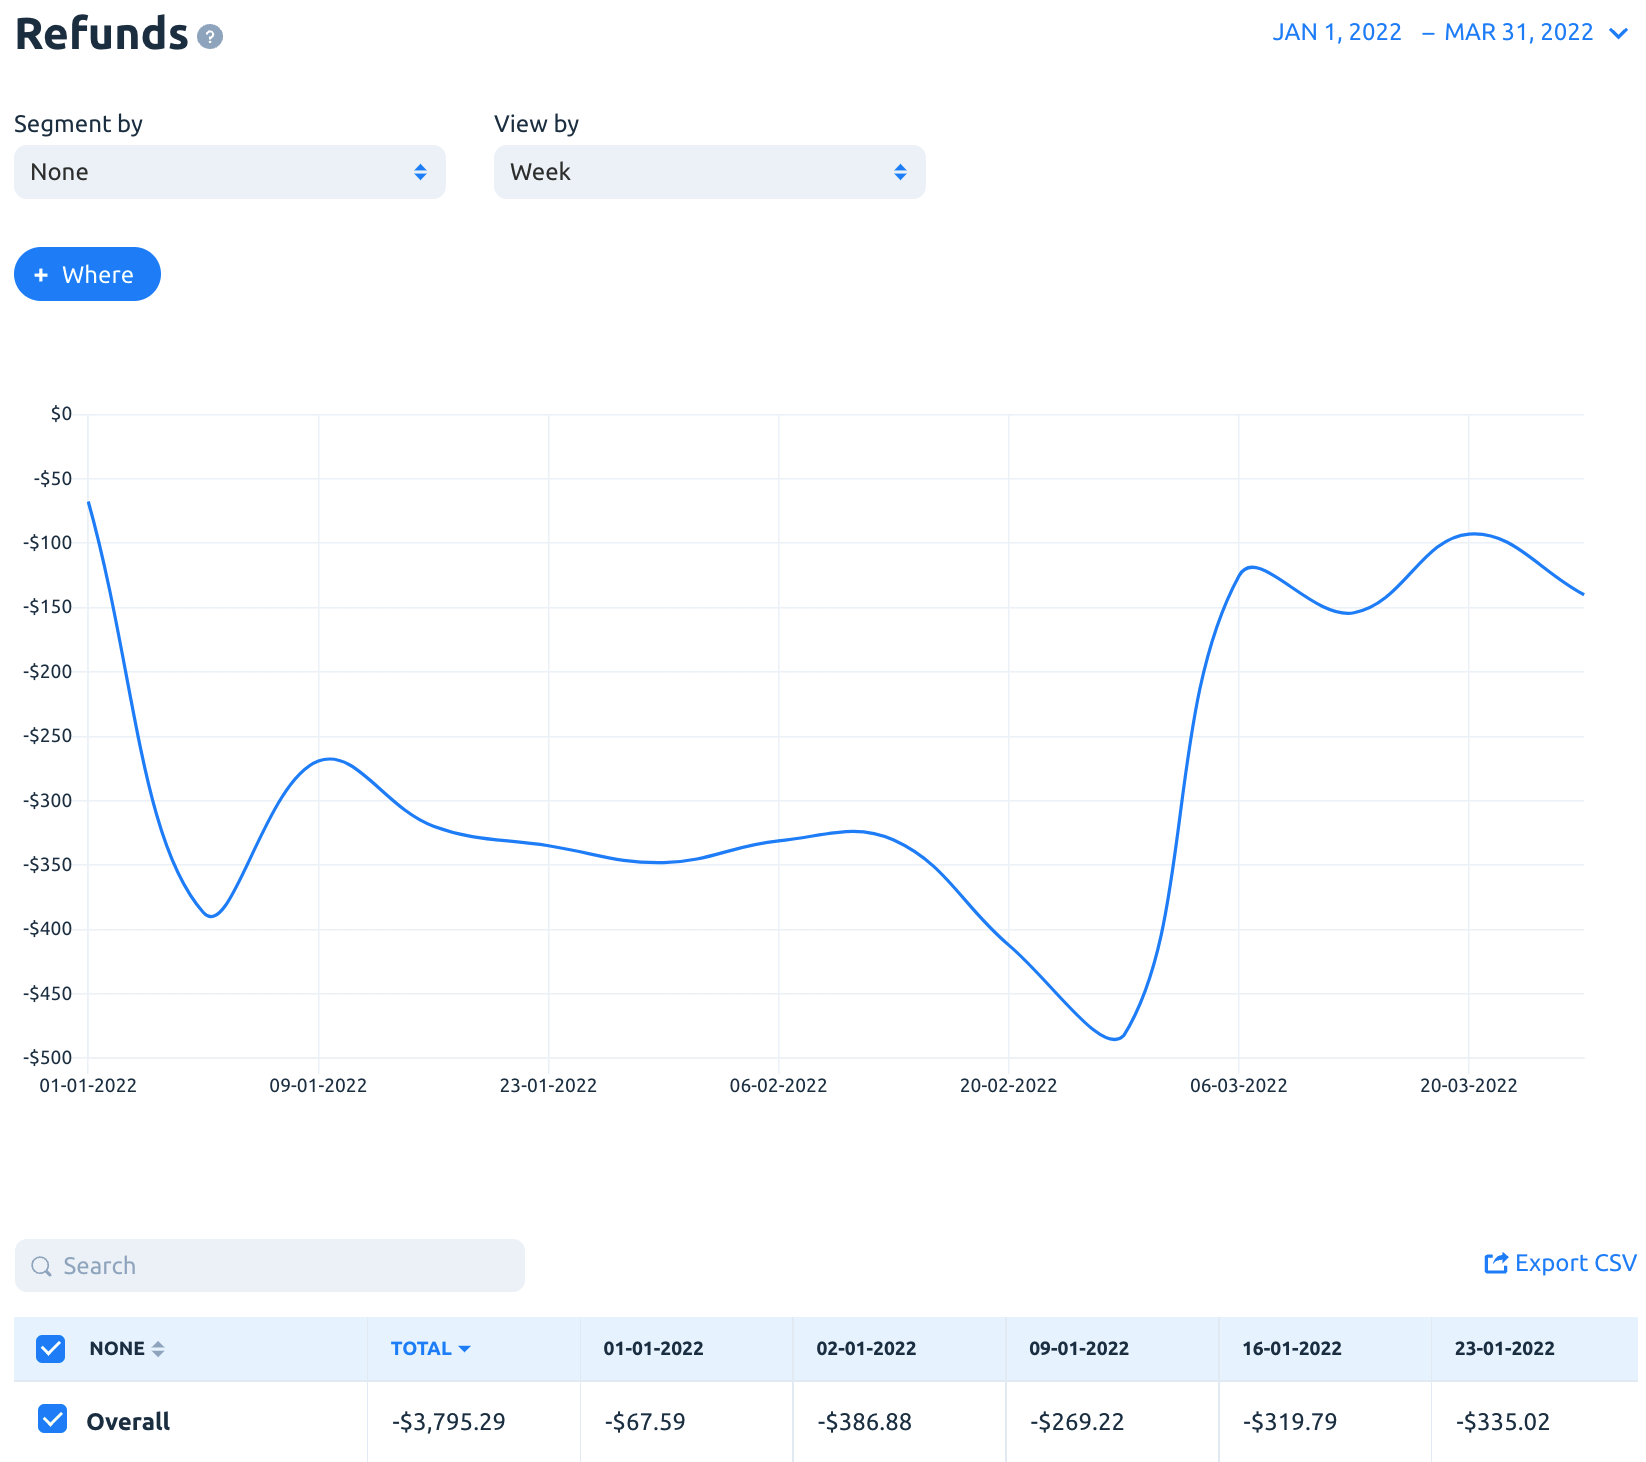 Refunds ?
JAN 1, 2022 – MAR 31, 2022
Segment by
View by
None
Week
+ Where
$0
-$50
-$100
-$150
-$200
-$250
-$300
-$350
-$400
-$450
-$500
01-01-2022 09-01-2022 23-01-2022 06-02-2022 20-02-2022 06-03-2022 20-03-2022
Search
Export CSV
NONE TOTAL 01-01-2022 02-01-2022 09-01-2022 16-01-2022 23-01-2022
Overall -$3,795.29 -$67.59 -$386.88 -$269.22 -$319.79 -$335.02